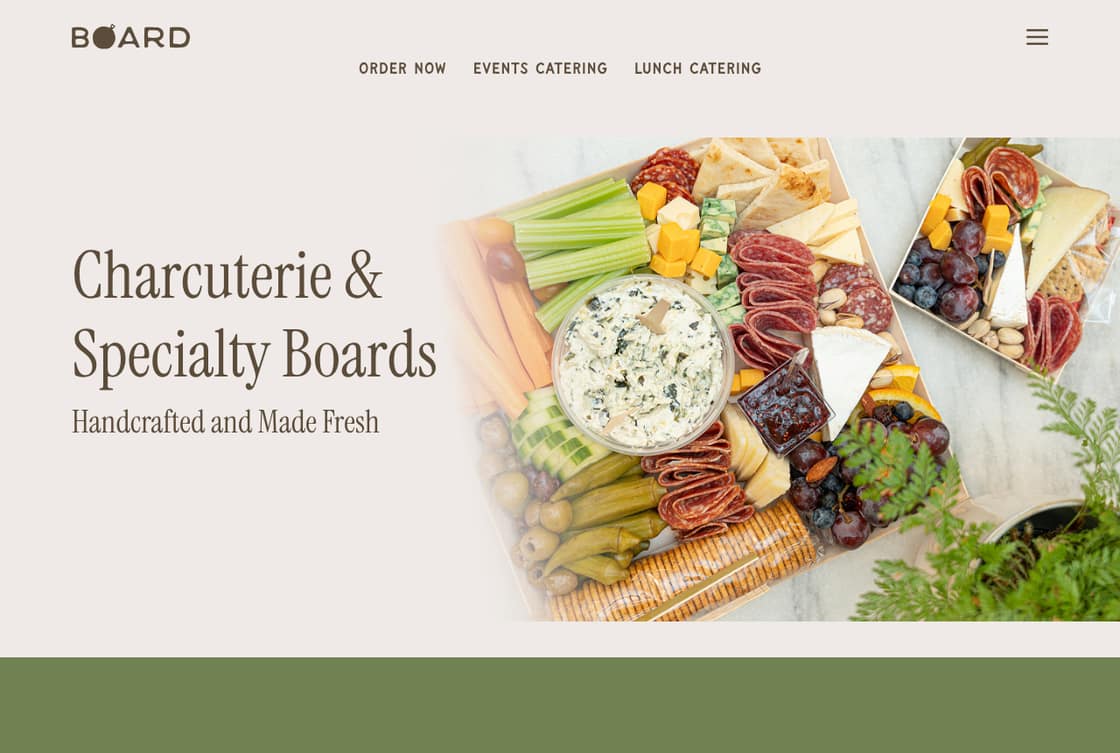 BOARD
ORDER NOW EVENTS CATERING LUNCH CATERING
Charcuterie &
Specialty Boards
Handcrafted and Made Fresh